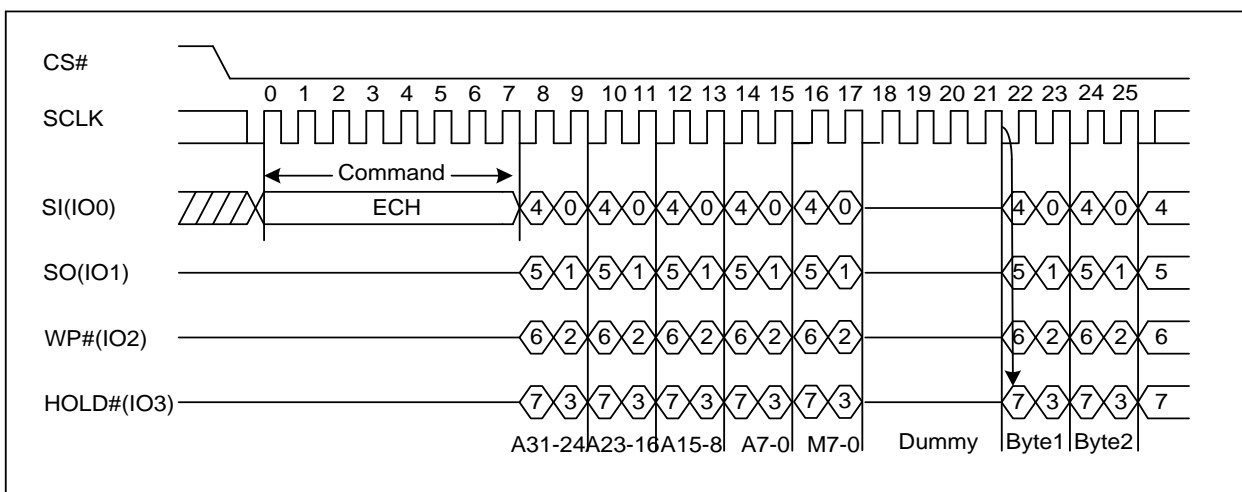 CS#
0 1 2 3 4 5 6 7 8 9 10 11 12 13 14 15 16 17 18 19 20 21 22 23 24 25
SCLK
Command
SI(IO0) ECH 4 0 4 0 4 0 4 0 4 0 4 0 4 0 4
SO(IO1) 5 1 5 1 5 1 5 1 5 1 5 1 5 1 5
WP#(IO2) 6 2 6 2 6 2 6 2 6 2 6 2 6 2 6
HOLD#(IO3) 7 3 7 3 7 3 7 3 7 3 7 3 7 3 7
A31-24 A23-16 A15-8 A7-0 M7-0 Dummy Byte1 Byte2